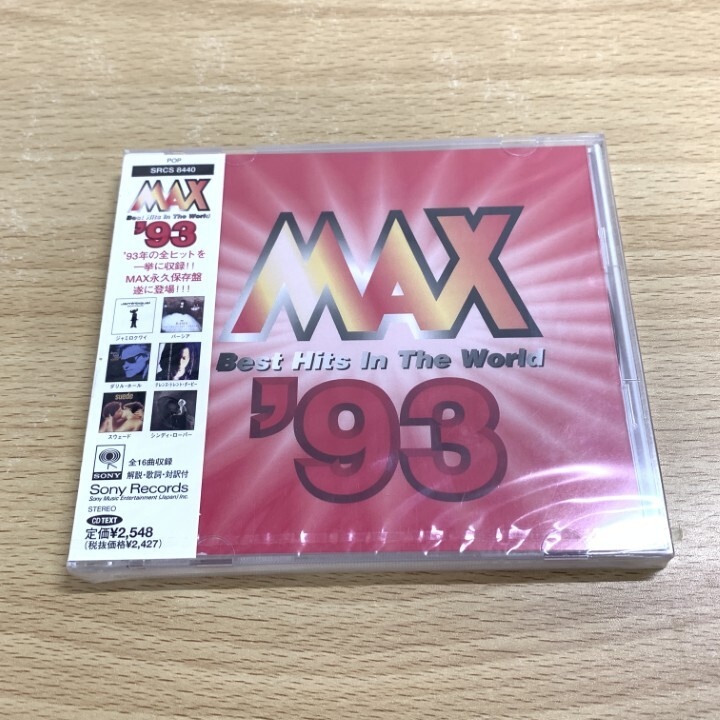 POP
SRCS 8440
MAX
Best Hits In The World
'93
'93年の全ヒットを
一挙に収録!!
MAX永久保存盤
遂に登場!!!
ジャミロクワイ
パーシア
ダリル・ホール
テレンス・トレント・ダービー
suede
スウェード
シンディ・ローパー
SONY
全16曲収録
解説・歌詞・対訳付
Sony Records
Sony Music Entertainment (Japan) Inc.
STEREO
CD TEXT
定価¥2,548
(税抜価格¥2,427)
MAX
Best Hits In The World
'93